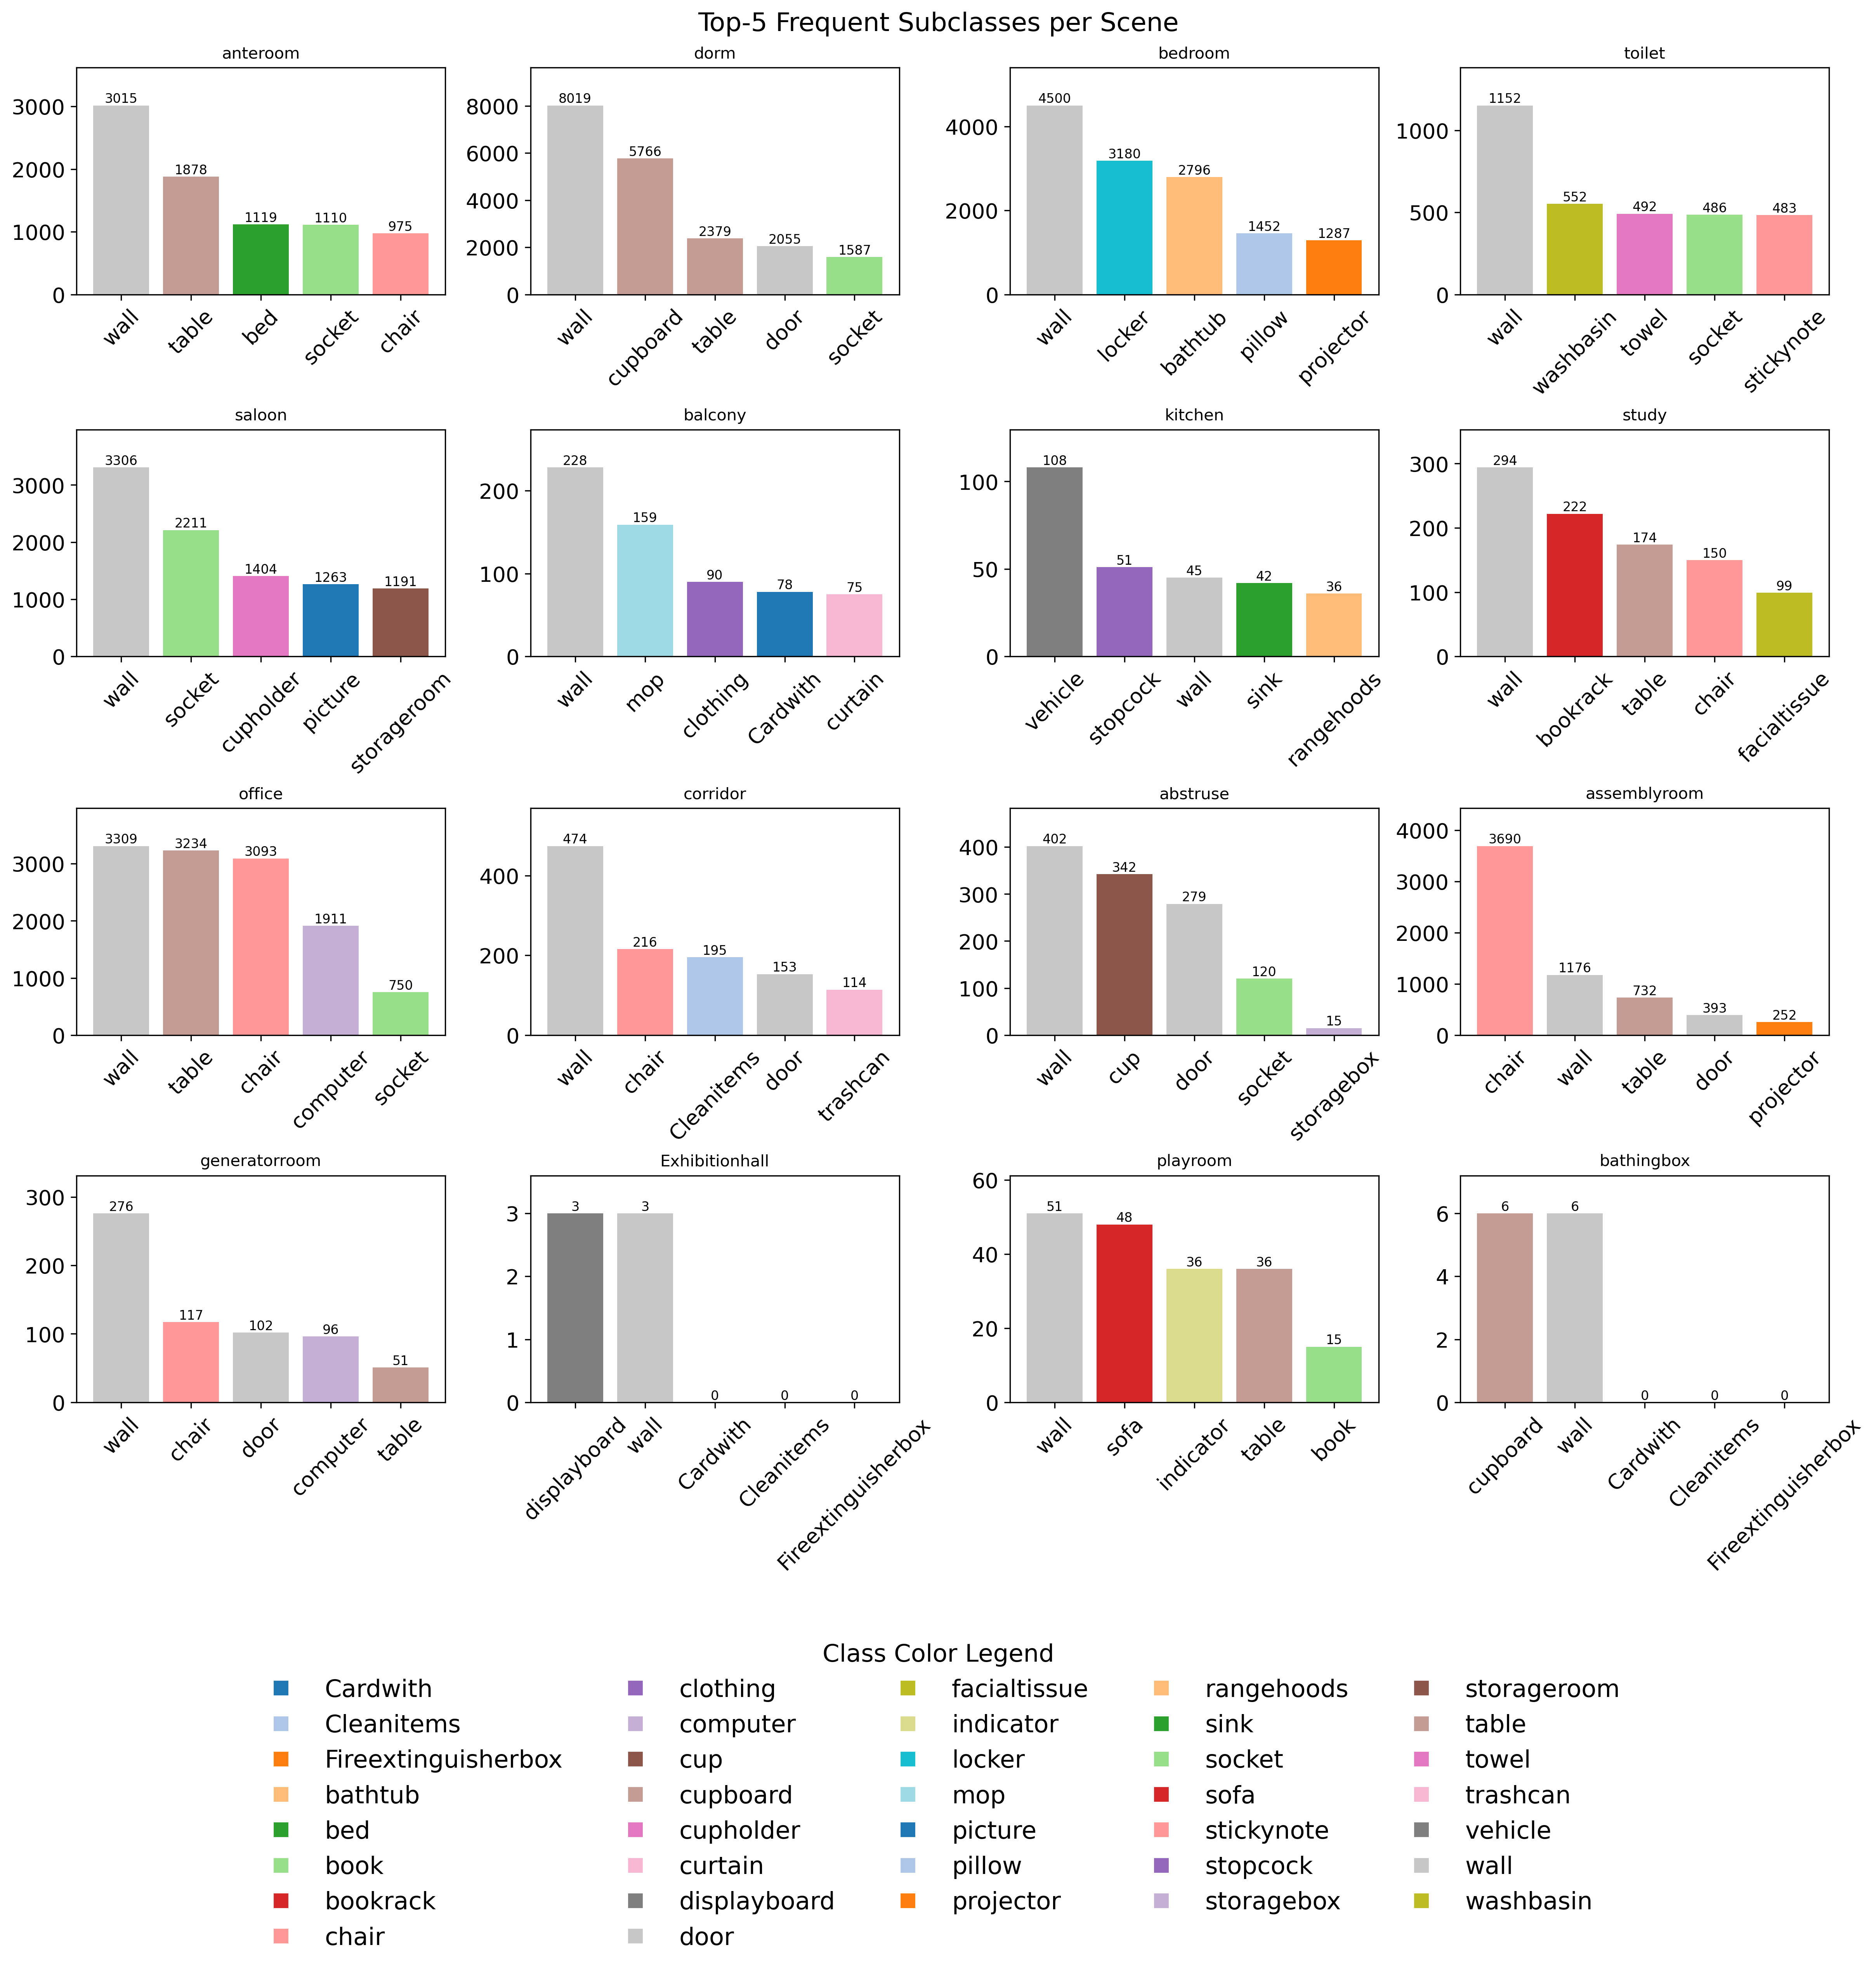 Top-5 Frequent Subclasses per Scene
anteroom
3000
2000
1000
0
3015
1878
1119
1110
975
wall
table
bed
socket
chair
dorm
8000
6000
4000
2000
0
8019
5766
2379
2055
1587
wall
cupboard
table
door
socket
bedroom
4000
2000
0
4500
3180
2796
1452
1287
wall
locker
bathtub
pillow
projector
toilet
1000
500
0
1152
552
492
486
483
wall
washbasin
towel
socket
stickynote
saloon
3000
2000
1000
0
3306
2211
1404
1263
1191
wall
socket
cupholder
picture
storageroom
balcony
200
100
0
228
159
90
78
75
wall
mop
clothing
Cardwith
curtain
kitchen
100
50
0
108
51
45
42
36
vehicle
stopcock
wall
sink
rangehoods
study
300
200
100
0
294
222
174
150
99
wall
bookrack
table
chair
facialtissue
office
3000
2000
1000
0
3309
3234
3093
1911
750
wall
table
chair
computer
socket
corridor
400
200
0
474
216
195
153
114
wall
chair
Cleanitems
door
trashcan
abstruse
400
300
200
100
0
402
342
279
120
15
wall
cup
door
socket
storagebox
assemblyroom
4000
3000
2000
1000
0
3690
1176
732
393
252
chair
wall
table
door
projector
generatorroom
300
200
100
0
276
117
102
96
51
wall
chair
door
computer
table
Exhibitionhall
3
2
1
0
3
3
0
0
0
displayboard
wall
Cardwith
Cleanitems
Fireextinguisherbox
playroom
60
40
20
0
51
48
36
36
15
wall
sofa
indicator
table
book
bathingbox
6
4
2
0
6
6
0
0
0
cupboard
wall
Cardwith
Cleanitems
Fireextinguisherbox
Class Color Legend
Cardwith
Cleanitems
Fireextinguisherbox
bathtub
bed
book
bookrack
chair
clothing
computer
cup
cupboard
cupholder
curtain
displayboard
door
facialtissue
indicator
locker
mop
picture
pillow
projector
rangehoods
sink
socket
sofa
stickynote
stopcock
storagebox
storageroom
table
towel
trashcan
vehicle
wall
washbasin